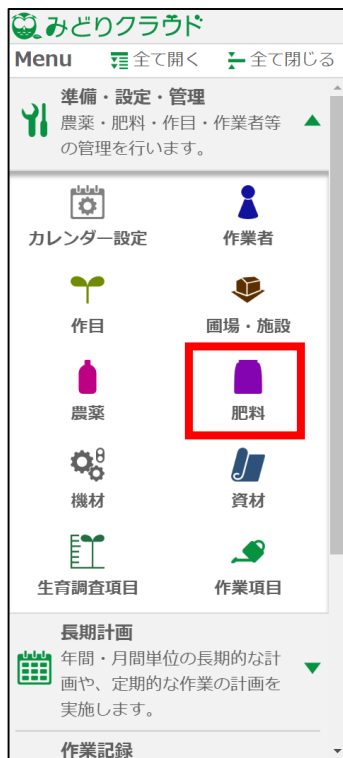 みどりクラウド
Menu 全て開く 全て閉じる
準備・設定・管理
農薬・肥料・作目・作業者等
の管理を行います。
カレンダー設定 作業者
作目 圃場・施設
農薬 肥料
機材 資材
生育調査項目 作業項目
長期計画
年間・月間単位の長期的な計
画や、定期的な作業の計画を
実施します。
作業記録